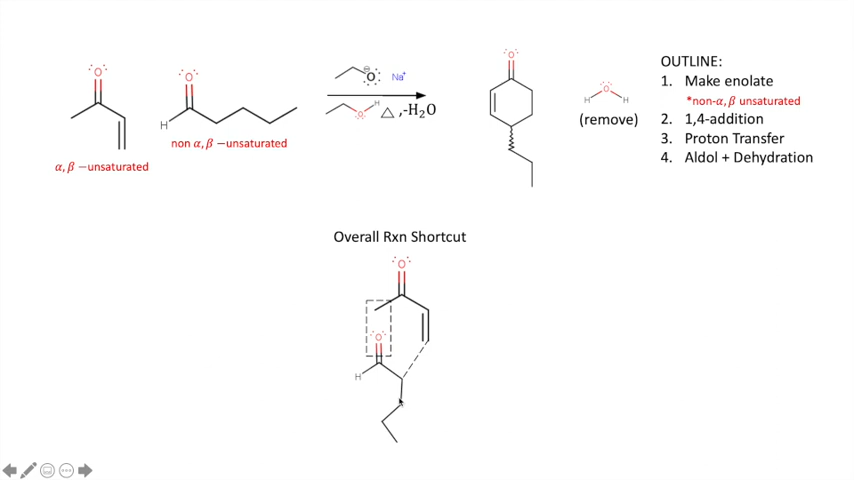 O
O
H
O Na⁺
H
O △ ,-H₂O
α, β −unsaturated
non α, β −unsaturated
O
O
H H
(remove)
OUTLINE:
1. Make enolate
*non-α, β unsaturated
2. 1,4-addition
3. Proton Transfer
4. Aldol + Dehydration
Overall Rxn Shortcut
O
O
H